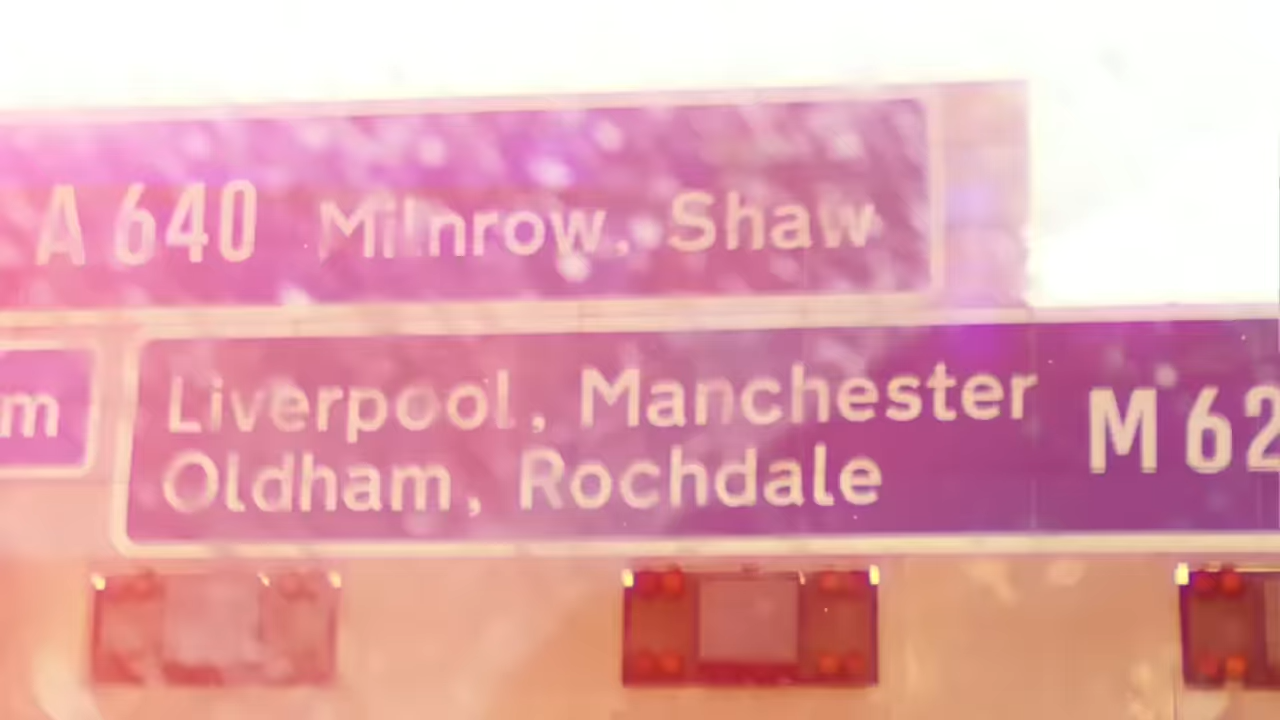 A 640 Milnrow, Shaw
m
Liverpool, Manchester
Oldham, Rochdale
M 62